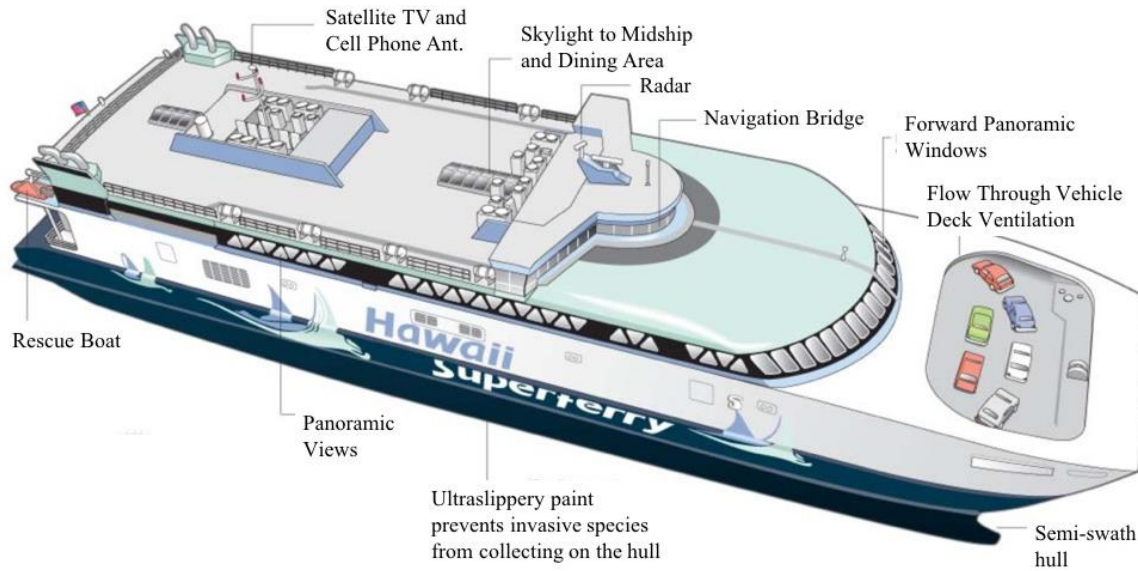 Satellite TV and
Cell Phone Ant.
Skylight to Midship
and Dining Area
Radar
Navigation Bridge
Forward Panoramic
Windows
Flow Through Vehicle
Deck Ventilation
Rescue Boat
Hawaii
Superferry
Panoramic
Views
Ultraslippery paint
prevents invasive species
from collecting on the hull
Semi-swath
hull